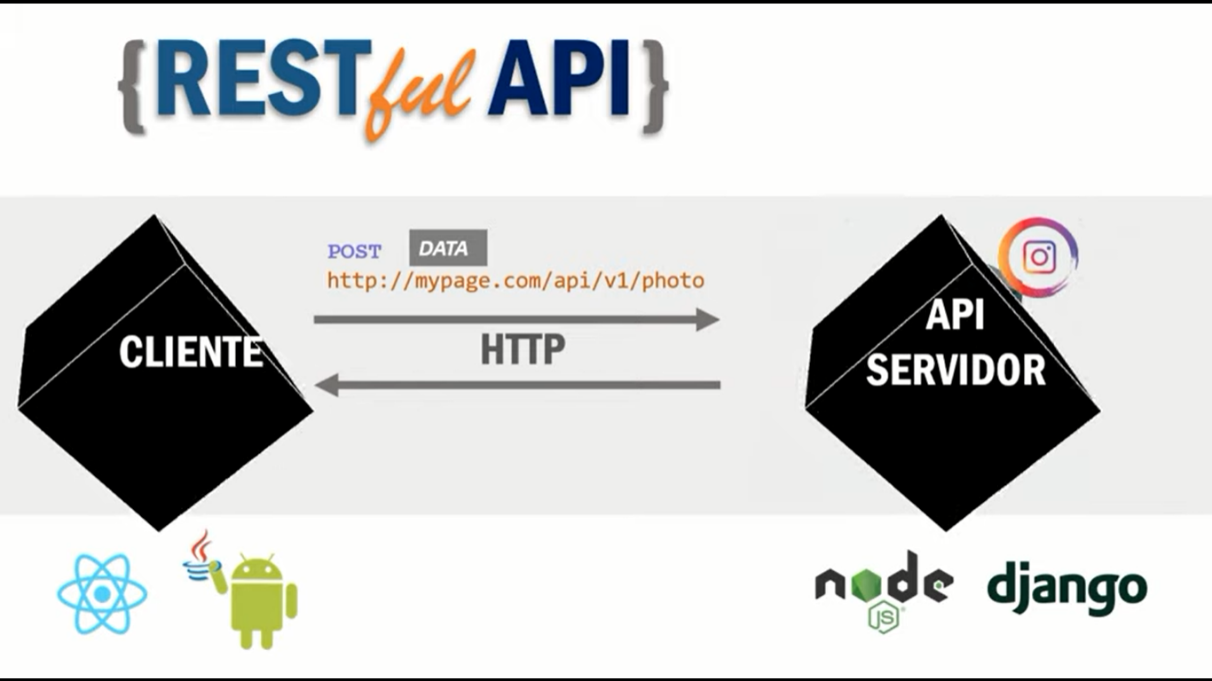 {RESTful API}
POST DATA
http://mypage.com/api/v1/photo
HTTP
CLIENTE
API
SERVIDOR
node
JS
django